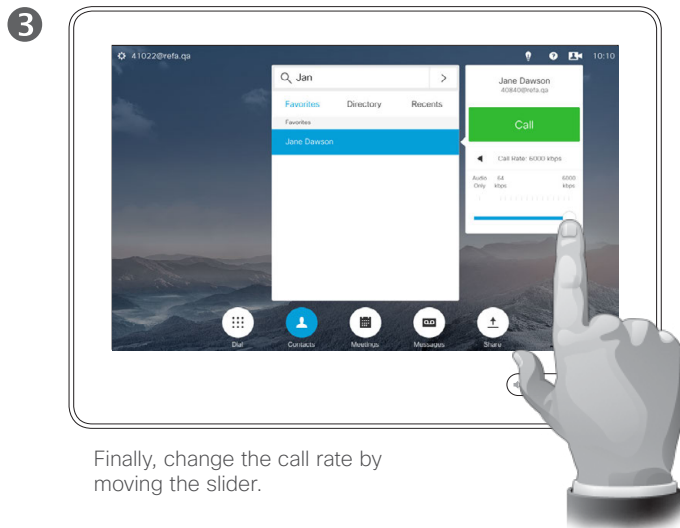 3
41022@refa.qa
10:10
Jan
Jane Dawson
40840@refa.qa
Favorites Directory Recents
Favorites
Call
Jane Dawson
Call Rate: 6000 kbps
Audio Only
64 kbps
6000 kbps
Dial
Contacts
Meetings
Messages
Share
Finally, change the call rate by
moving the slider.